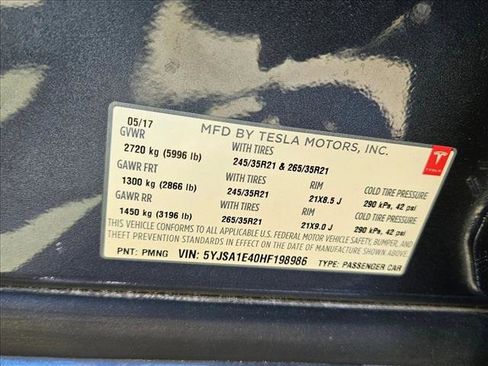 05/17 MFD BY TESLA MOTORS, INC.
GVWR WITH TIRES
2720 kg (5996 lb) 245/35R21 & 265/35R21 TESLA
GAWR FRT WITH TIRES RIM COLD TIRE PRESSURE
1300 kg (2866 lb) 245/35R21 21X8.5 J 290 kPa, 42 psi
GAWR RR WITH TIRES RIM COLD TIRE PRESSURE
1450 kg (3196 lb) 265/35R21 21X9.0 J 290 kPa, 42 psi
THIS VEHICLE CONFORMS TO ALL APPLICABLE U.S. FEDERAL MOTOR VEHICLE SAFETY, BUMPER, AND
THEFT PREVENTION STANDARDS IN EFFECT ON THE DATE OF MANUFACTURE SHOWN ABOVE.
PNT: PMNG VIN: 5YJSA1E40HF198986 TYPE: PASSENGER CAR